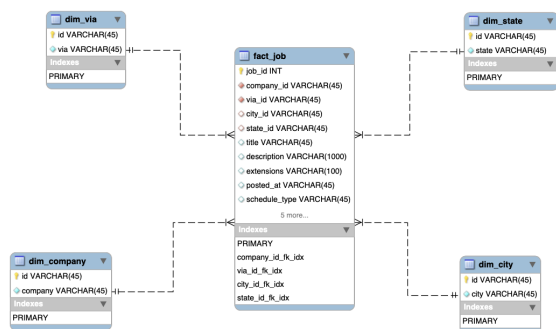 dim_via
id VARCHAR(45)
via VARCHAR(45)
Indexes
PRIMARY
dim_state
id VARCHAR(45)
state VARCHAR(45)
Indexes
PRIMARY
fact_job
job_id INT
company_id VARCHAR(45)
via_id VARCHAR(45)
city_id VARCHAR(45)
state_id VARCHAR(45)
title VARCHAR(45)
description VARCHAR(1000)
extensions VARCHAR(100)
posted_at VARCHAR(45)
schedule_type VARCHAR(45)
5 more...
Indexes
PRIMARY
company_id_fk_idx
via_id_fk_idx
city_id_fk_idx
state_id_fk_idx
dim_company
id VARCHAR(45)
company VARCHAR(45)
Indexes
PRIMARY
dim_city
id VARCHAR(45)
city VARCHAR(45)
Indexes
PRIMARY